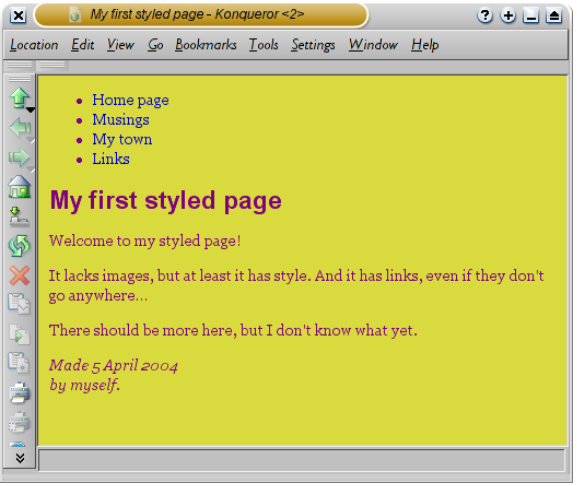 My first styled page - Konqueror <2>
Location Edit View Go Bookmarks Tools Settings Window Help
Home page
Musings
My town
Links
My first styled page
Welcome to my styled page!
It lacks images, but at least it has style. And it has links, even if they don't
go anywhere…
There should be more here, but I don't know what yet.
Made 5 April 2004
by myself.